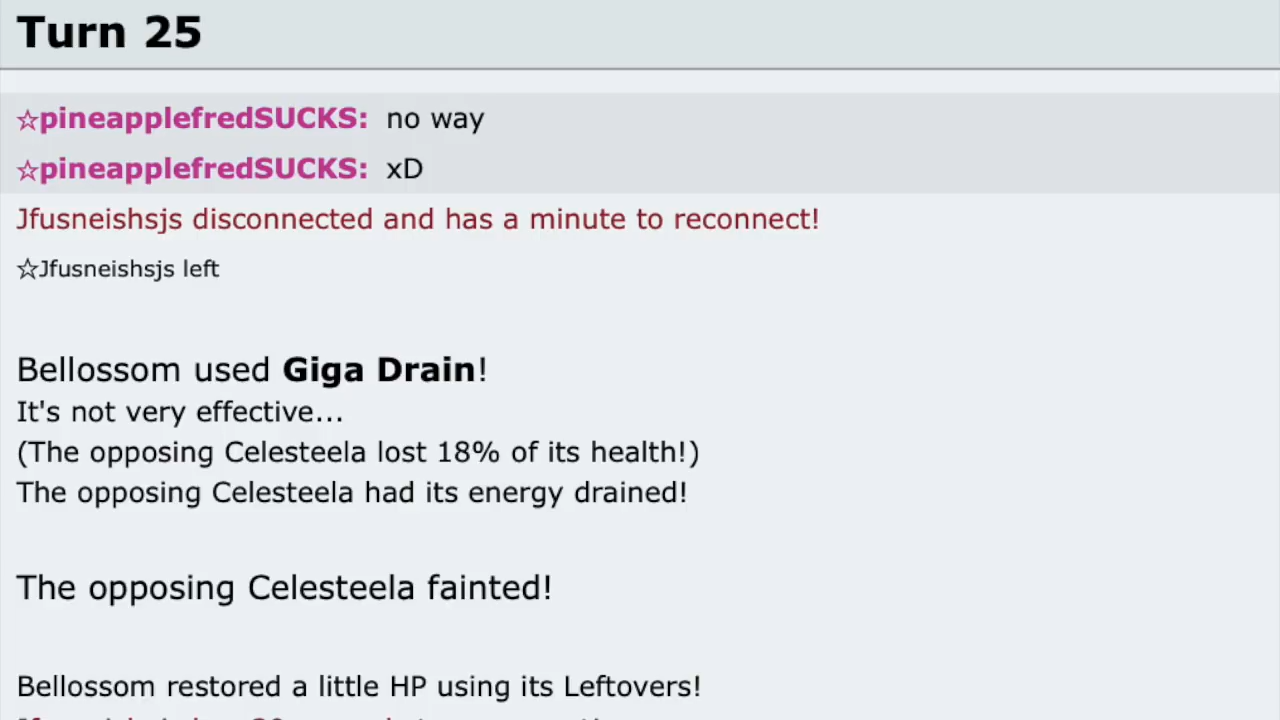 Turn 25
☆pineapplefredSUCKS: no way
☆pineapplefredSUCKS: xD
Jfusneishsjs disconnected and has a minute to reconnect!
☆Jfusneishsjs left
Bellossom used Giga Drain!
It's not very effective...
(The opposing Celesteela lost 18% of its health!)
The opposing Celesteela had its energy drained!
The opposing Celesteela fainted!
Bellossom restored a little HP using its Leftovers!